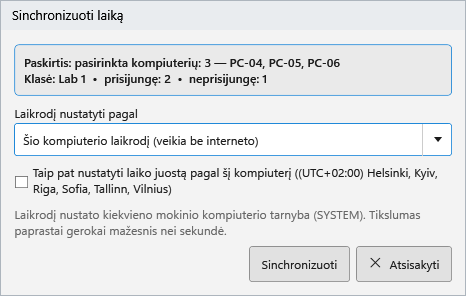 Sinchronizuoti laiką
Paskirtis: pasirinkta kompiuterių: 3 — PC-04, PC-05, PC-06
Klasė: Lab 1 • prisijungę: 2 • neprisijungę: 1
Laikrodį nustatyti pagal
Šio kompiuterio laikrodį (veikia be interneto)
Taip pat nustatyti laiko juostą pagal šį kompiuterį ((UTC+02:00) Helsinki, Kyiv,
Riga, Sofia, Tallinn, Vilnius)
Laikrodį nustato kiekvieno mokinio kompiuterio tarnyba (SYSTEM). Tikslumas
paprastai gerokai mažesnis nei sekundė.
Sinchronizuoti
Atsisakyti